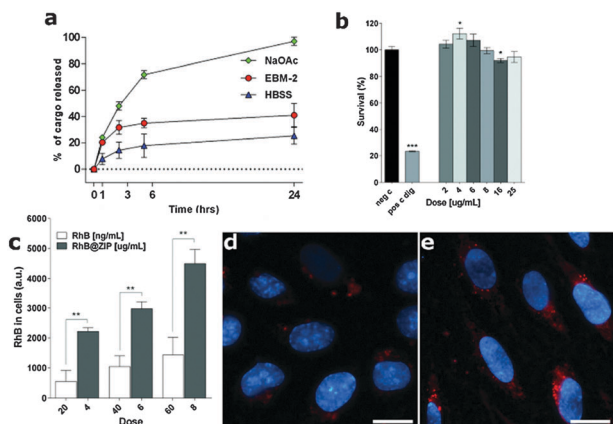 a
% of cargo released
100
80
60
40
20
0
NaOAc
EBM-2
HBSS
0 1 3 6 24
Time (hrs)
b
Survival (%)
120
100
80
60
40
20
0
*
*
***
neg c
pos c dig
2
4
6
8
16
25
Dose [ug/mL]
c
RhB in cells (a.u.)
6000
5000
4000
3000
2000
1000
0
RhB [ng/mL]
RhB@ZIP [ug/mL]
**
**
**
20 4 40 6 60 8
Dose
d
e